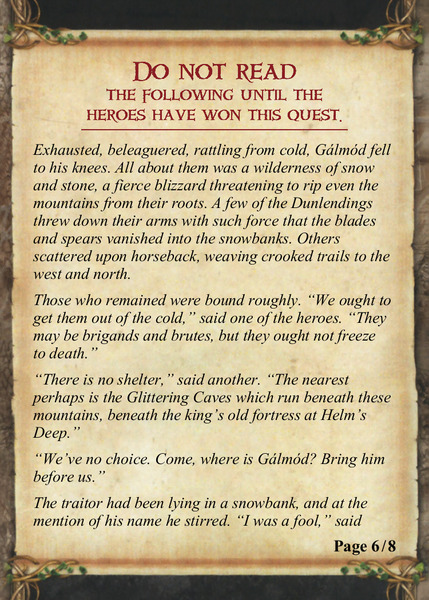 Do not read
the following until the
heroes have won this quest.
Exhausted, beleaguered, rattling from cold, Gálmód fell
to his knees. All about them was a wilderness of snow
and stone, a fierce blizzard threatening to rip even the
mountains from their roots. A few of the Dunlendings
threw down their arms with such force that the blades
and spears vanished into the snowbanks. Others
scattered upon horseback, weaving crooked trails to the
west and north.
Those who remained were bound roughly. “We ought to
get them out of the cold,” said one of the heroes. “They
may be brigands and brutes, but they ought not freeze
to death.”
“There is no shelter,” said another. “The nearest
perhaps is the Glittering Caves which run beneath these
mountains, beneath the king’s old fortress at Helm’s
Deep.”
“We’ve no choice. Come, where is Gálmód? Bring him
before us.”
The traitor had been lying in a snowbank, and at the
mention of his name he stirred. “I was a fool,” said
Page 6/8